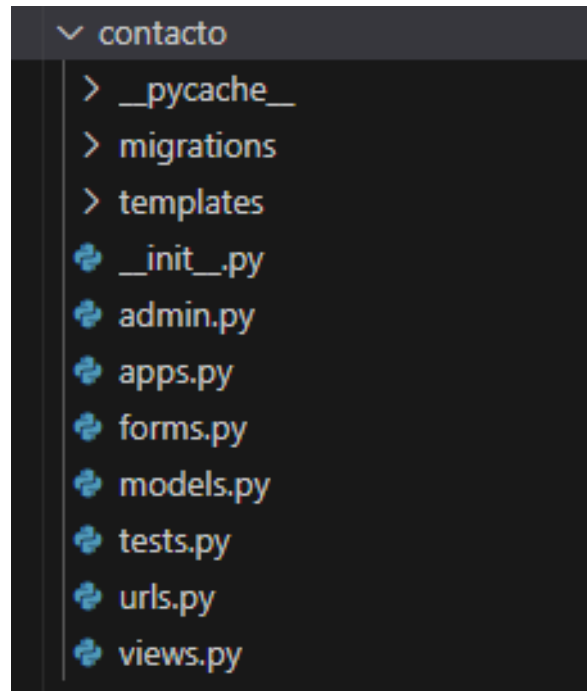 contacto
__pycache__
migrations
templates
__init__.py
admin.py
apps.py
forms.py
models.py
tests.py
urls.py
views.py